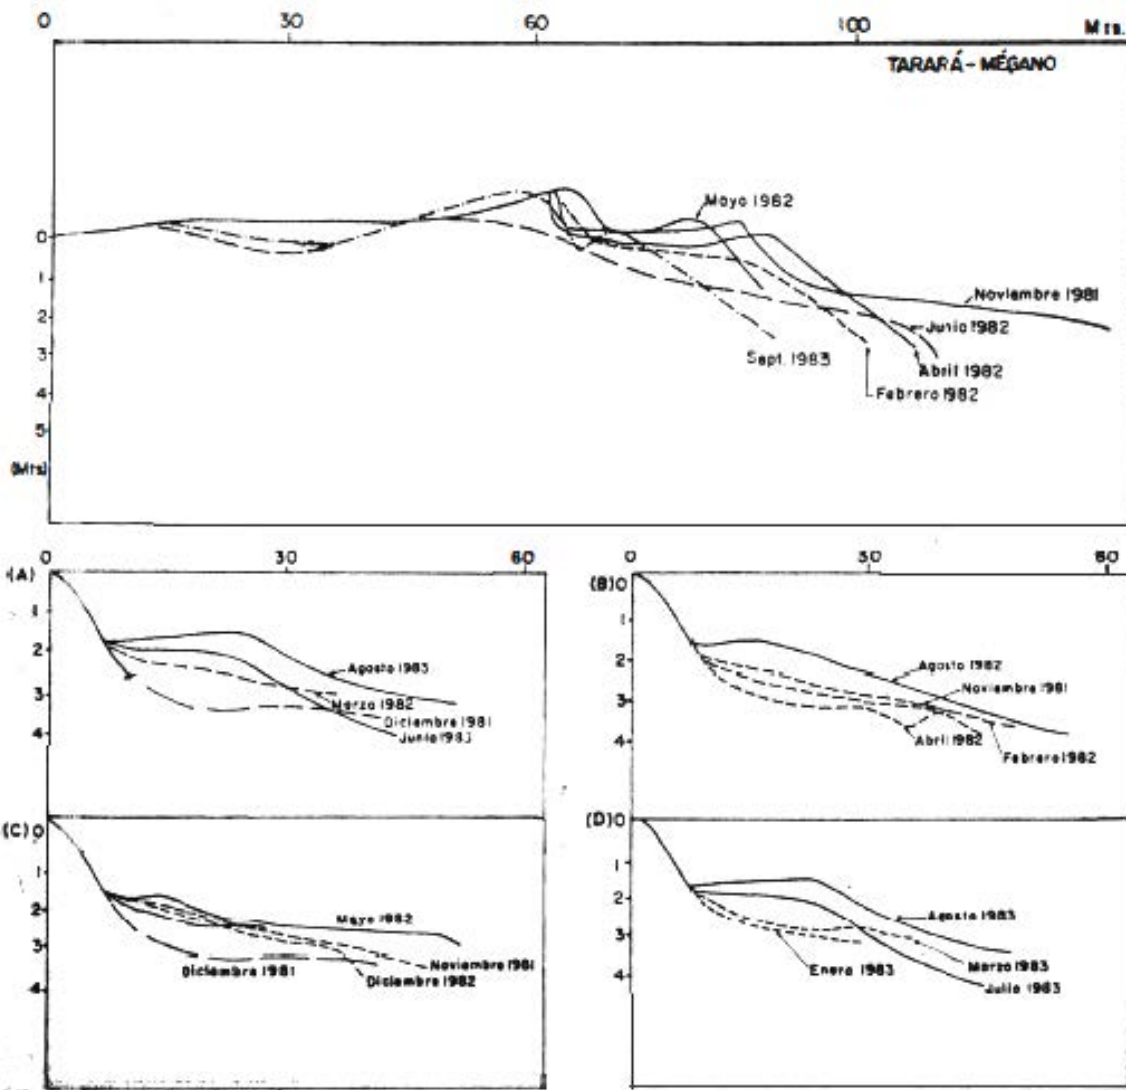 0 30 60 100 Mts.
TARARÁ - MÉGANO
Mayo 1982
0
Noviembre 1981
1
2
Junio 1982
3
Sept. 1983
Abril 1982
4
Febrero 1982
5
(Mts)
0 30 60
(A)
1
2
Agosto 1983
3
Marzo 1982
Diciembre 1981
4
Junio 1983
0 30 60
(B) 0
1
2
Agosto 1982
Noviembre 1981
3
4
Abril 1982
Febrero 1982
(C) 0
1
2
Mayo 1982
3
Noviembre 1981
Diciembre 1981
Diciembre 1982
4
(D) 0
1
2
Agosto 1983
3
Marzo 1983
Enero 1983
4
Julio 1983